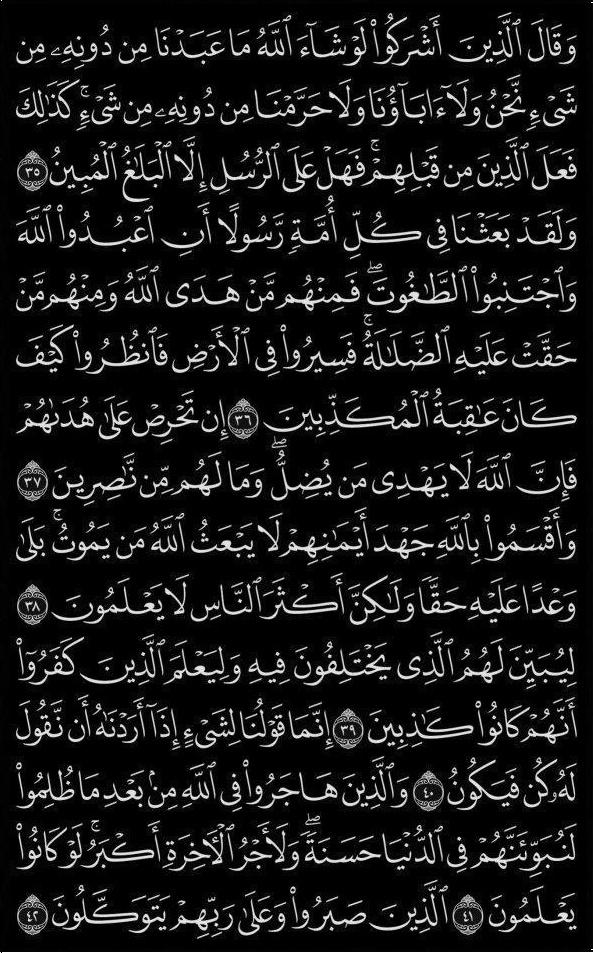 وَقَالَ ٱلَّذِينَ أَشْرَكُوا۟ لَوْ شَآءَ ٱللَّهُ مَا عَبَدْنَا مِن دُونِهِۦ مِن
شَىْءٍ نَّحْنُ وَلَآ ءَابَآؤُنَا وَلَا حَرَّمْنَا مِن دُونِهِۦ مِن شَىْءٍ ۚ كَذَٰلِكَ
فَعَلَ ٱلَّذِينَ مِن قَبْلِهِمْ ۚ فَهَلْ عَلَى ٱلرُّسُلِ إِلَّا ٱلْبَلَٰغُ ٱلْمُبِينُ ٣٥
وَلَقَدْ بَعَثْنَا فِى كُلِّ أُمَّةٍ رَّسُولًا أَنِ ٱعْبُدُوا۟ ٱللَّهَ
وَٱجْتَنِبُوا۟ ٱلطَّٰغُوتَ ۖ فَمِنْهُم مَّنْ هَدَى ٱللَّهُ وَمِنْهُم مَّنْ
حَقَّتْ عَلَيْهِ ٱلضَّلَٰلَةُ ۚ فَسِيرُوا۟ فِى ٱلْأَرْضِ فَٱنظُرُوا۟ كَيْفَ
كَانَ عَٰقِبَةُ ٱلْمُكَذِّبِينَ ٣٦ إِن تَحْرِصْ عَلَىٰ هُدَىٰهُمْ
فَإِنَّ ٱللَّهَ لَا يَهْدِى مَن يُضِلُّ ۖ وَمَا لَهُم مِّن نَّٰصِرِينَ ٣٧
وَأَقْسَمُوا۟ بِٱللَّهِ جَهْدَ أَيْمَٰنِهِمْ لَا يَبْعَثُ ٱللَّهُ مَن يَمُوتُ ۚ بَلَىٰ
وَعْدًا عَلَيْهِ حَقًّا وَلَٰكِنَّ أَكْثَرَ ٱلنَّاسِ لَا يَعْلَمُونَ ٣٨
لِيُبَيِّنَ لَهُمُ ٱلَّذِى يَخْتَلِفُونَ فِيهِ وَلِيَعْلَمَ ٱلَّذِينَ كَفَرُوٓا۟
أَنَّهُمْ كَانُوا۟ كَٰذِبِينَ ٣٩ إِنَّمَا قَوْلُنَا لِشَىْءٍ إِذَآ أَرَدْنَٰهُ أَن نَّقُولَ
لَهُۥ كُن فَيَكُونُ ٤٠ وَٱلَّذِينَ هَاجَرُوا۟ فِى ٱللَّهِ مِنۢ بَعْدِ مَا ظُلِمُوا۟
لَنُبَوِّئَنَّهُمْ فِى ٱلدُّنْيَا حَسَنَةً ۖ وَلَأَجْرُ ٱلْءَاخِرَةِ أَكْبَرُ ۚ لَوْ كَانُوا۟
يَعْلَمُونَ ٤١ ٱلَّذِينَ صَبَرُوا۟ وَعَلَىٰ رَبِّهِمْ يَتَوَكَّلُونَ ٤٢